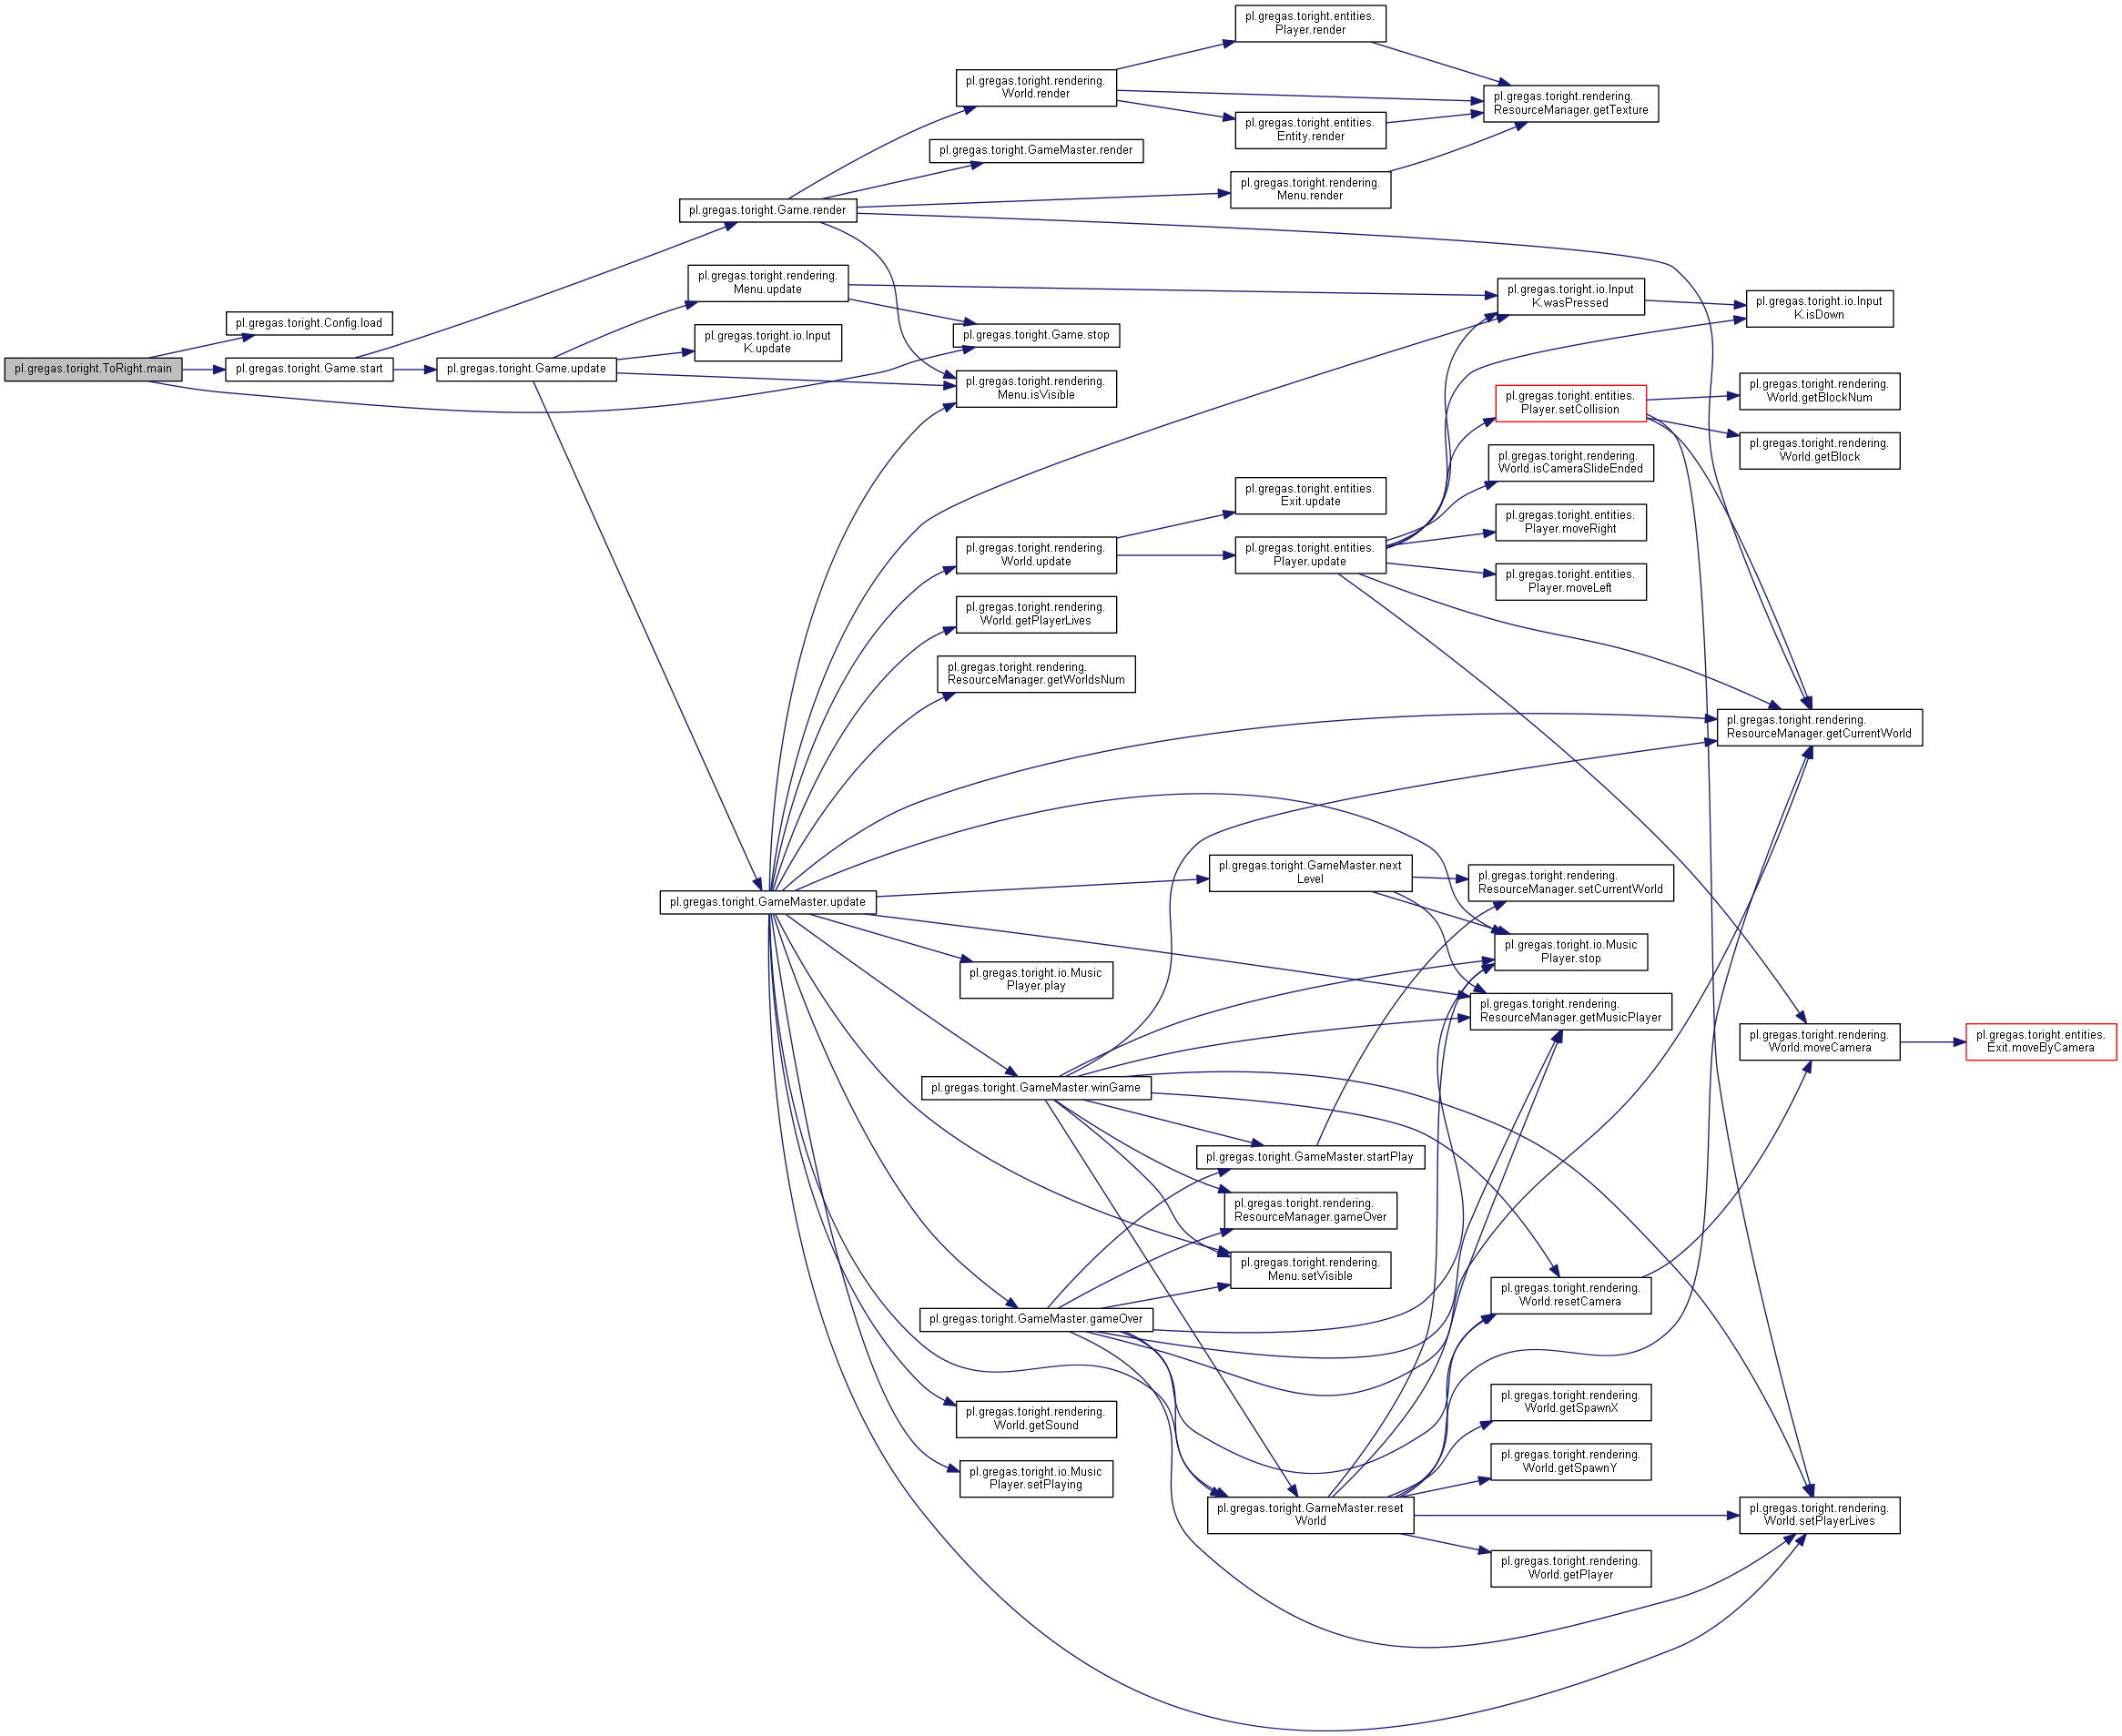 pl.gregas.toright.entities.
Player.render
pl.gregas.toright.rendering.
World.render
pl.gregas.toright.rendering.
ResourceManager.getTexture
pl.gregas.toright.entities.
Entity.render
pl.gregas.toright.GameMaster.render
pl.gregas.toright.rendering.
Menu.render
pl.gregas.toright.Game.render
pl.gregas.toright.rendering.
Menu.update
pl.gregas.toright.io.Input
K.wasPressed
pl.gregas.toright.io.Input
K.isDown
pl.gregas.toright.Config.load
pl.gregas.toright.io.Input
K.update
pl.gregas.toright.Game.stop
pl.gregas.toright.ToRight.main
pl.gregas.toright.Game.start
pl.gregas.toright.Game.update
pl.gregas.toright.rendering.
Menu.isVisible
pl.gregas.toright.entities.
Player.setCollision
pl.gregas.toright.rendering.
World.getBlockNum
pl.gregas.toright.rendering.
World.getBlock
pl.gregas.toright.rendering.
World.isCameraSlideEnded
pl.gregas.toright.entities.
Exit.update
pl.gregas.toright.entities.
Player.moveRight
pl.gregas.toright.rendering.
World.update
pl.gregas.toright.entities.
Player.update
pl.gregas.toright.entities.
Player.moveLeft
pl.gregas.toright.rendering.
World.getPlayerLives
pl.gregas.toright.rendering.
ResourceManager.getWorldsNum
pl.gregas.toright.rendering.
ResourceManager.getCurrentWorld
pl.gregas.toright.GameMaster.next
Level
pl.gregas.toright.rendering.
ResourceManager.setCurrentWorld
pl.gregas.toright.GameMaster.update
pl.gregas.toright.io.Music
Player.stop
pl.gregas.toright.io.Music
Player.play
pl.gregas.toright.rendering.
ResourceManager.getMusicPlayer
pl.gregas.toright.rendering.
World.moveCamera
pl.gregas.toright.entities.
Exit.moveByCamera
pl.gregas.toright.GameMaster.winGame
pl.gregas.toright.GameMaster.startPlay
pl.gregas.toright.rendering.
ResourceManager.gameOver
pl.gregas.toright.rendering.
Menu.setVisible
pl.gregas.toright.rendering.
World.resetCamera
pl.gregas.toright.GameMaster.gameOver
pl.gregas.toright.rendering.
World.getSpawnX
pl.gregas.toright.rendering.
World.getSound
pl.gregas.toright.rendering.
World.getSpawnY
pl.gregas.toright.io.Music
Player.setPlaying
pl.gregas.toright.GameMaster.reset
World
pl.gregas.toright.rendering.
World.setPlayerLives
pl.gregas.toright.rendering.
World.getPlayer